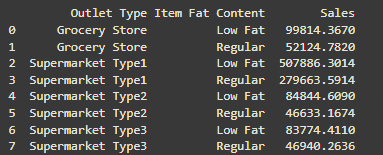 Outlet Type Item Fat Content Sales
0 Grocery Store Low Fat 99814.3670
1 Grocery Store Regular 52124.7820
2 Supermarket Type1 Low Fat 507886.3014
3 Supermarket Type1 Regular 279663.5914
4 Supermarket Type2 Low Fat 84844.6090
5 Supermarket Type2 Regular 46633.1674
6 Supermarket Type3 Low Fat 83774.4110
7 Supermarket Type3 Regular 46940.2636